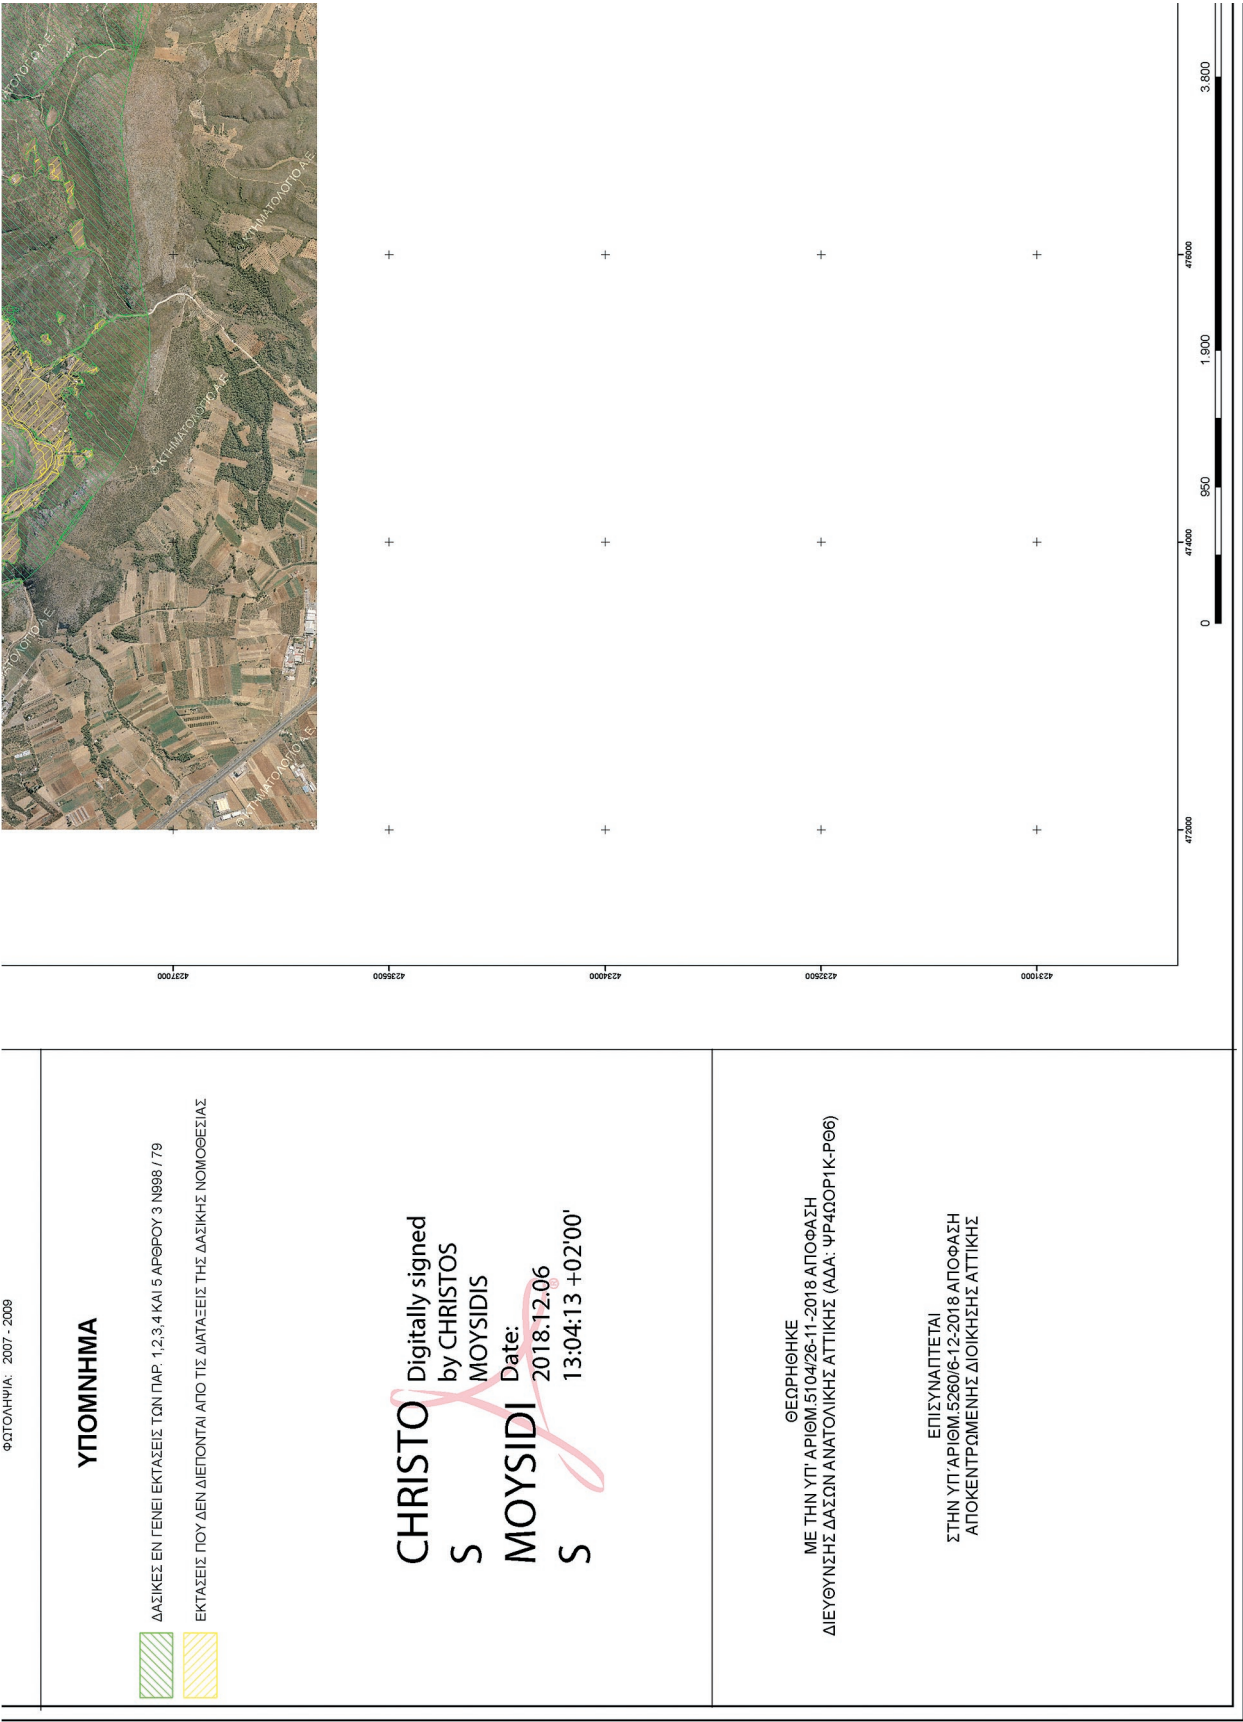 ΦΩΤΟΛΗΨΙΑ: 2007 - 2009
ΥΠΟΜΝΗΜΑ
ΔΑΣΙΚΕΣ ΕΝ ΓΕΝΕΙ ΕΚΤΑΣΕΙΣ ΤΩΝ ΠΑΡ. 1,2,3,4 ΚΑΙ 5 ΑΡΘΡΟΥ 3 Ν998 / 79
ΕΚΤΑΣΕΙΣ ΠΟΥ ΔΕΝ ΔΙΕΠΟΝΤΑΙ ΑΠΟ ΤΙΣ ΔΙΑΤΑΞΕΙΣ ΤΗΣ ΔΑΣΙΚΗΣ ΝΟΜΟΘΕΣΙΑΣ
CHRISTO
S
MOYSIDI
S
Digitally signed
by CHRISTOS
MOYSIDIS
Date:
2018.12.06
13:04:13 +02'00'
ΘΕΩΡΗΘΗΚΕ
ΜΕ ΤΗΝ ΥΠ' ΑΡΙΘΜ.5104/26-11-2018 ΑΠΟΦΑΣΗ
ΔΙΕΥΘΥΝΣΗΣ ΔΑΣΩΝ ΑΝΑΤΟΛΙΚΗΣ ΑΤΤΙΚΗΣ (ΑΔΑ: ΨΡ4ΩΟΡ1Κ-ΡΘ6)
ΕΠΙΣΥΝΑΠΤΕΤΑΙ
ΣΤΗΝ ΥΠ΄ΑΡΙΘΜ.5260/6-12-2018 ΑΠΟΦΑΣΗ
ΑΠΟΚΕΝΤΡΩΜΕΝΗΣ ΔΙΟΙΚΗΣΗΣ ΑΤΤΙΚΗΣ
ΑΤΟΛΟΓΙΟ Α.Ε.
ΚΤΗΜΑΤΟΛΟΓΙΟ Α.Ε.
© ΚΤΗΜΑΤΟΛΟΓΙΟ Α.Ε.
ΜΑΤΟΛΟΓΙΟ Α.Ε.
© ΚΤΗΜΑΤΟΛΟΓΙΟ Α.Ε.
4237000
4235500
4234000
4232500
4231000
472000
474000
476000
0 950 1.900 3.800